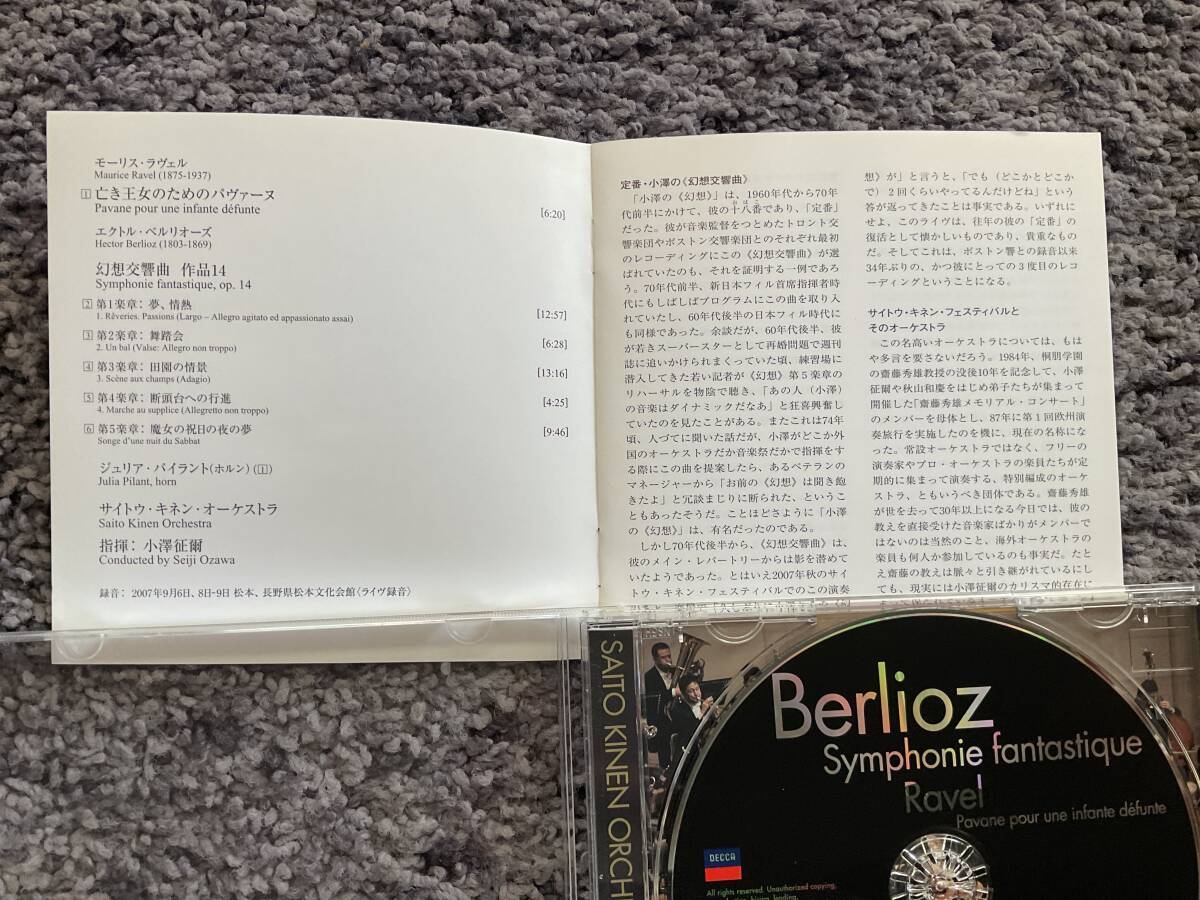 モーリス・ラヴェル
Maurice Ravel (1875-1937)
1 亡き王女のためのパヴァーヌ
Pavane pour une infante défunte [6:20]
エクトル・ベルリオーズ
Hector Berlioz (1803-1869)
幻想交響曲 作品14
Symphonie fantastique, op. 14
2 第1楽章：夢、情熱
1. Rêveries. Passions (Largo – Allegro agitato ed appassionato assai) [12:57]
3 第2楽章：舞踏会
2. Un bal (Valse: Allegro non troppo) [6:28]
4 第3楽章：田園の情景
3. Scène aux champs (Adagio) [13:16]
5 第4楽章：断頭台への行進
4. Marche au supplice (Allegretto non troppo) [4:25]
6 第5楽章：魔女の祝日の夜の夢
Songe d'une nuit du Sabbat [9:46]
ジュリア・パイラント(ホルン) (1)
Julia Pilant, horn
サイトウ・キネン・オーケストラ
Saito Kinen Orchestra
指揮：小澤征爾
Conducted by Seiji Ozawa
録音：2007年9月6日、8日-9日 松本、長野県松本文化会館〈ライヴ録音〉
定番・小澤の《幻想交響曲》
「小澤の《幻想》」は、1960年代から70年
代前半にかけて、彼の十八番であり、「定番」
おはこ
だった。彼が音楽監督をつとめたトロント交
響楽団やボストン交響楽団とのそれぞれ最初
のレコーディングにこの《幻想交響曲》が選
ばれていたのも、それを証明する一例であろ
う。70年代前半、新日本フィル首席指揮者時
代にもしばしばプログラムにこの曲を取り入
れていたし、60年代後半の日本フィル時代に
も同様であった。余談だが、60年代後半、彼
が若きスーパースターとして再婚問題で週刊
誌に追いかけられまくっていた頃、練習場に
潜入してきた若い記者が《幻想》第５楽章の
リハーサルを物陰で聴き、「あの人（小澤）
の音楽はダイナミックだなあ」と狂喜興奮し
ていたのを見たことがある。またこれは74年
頃、人づてに聞いた話だが、小澤がどこか外
国のオーケストラだか音楽祭だかで指揮をす
る際にこの曲を提案したら、あるベテランの
マネージャーから「お前の《幻想》は聞き飽
きたよ」と冗談まじりに断られた、というこ
ともあったそうだ。ことほどさように「小澤
の《幻想》」は、有名だったのである。
しかし70年代後半から、《幻想交響曲》は、
彼のメイン・レパートリーからは影を潜めて
いたようであった。とはいえ2007年秋のサイ
トウ・キネン・フェスティバルでのこの演奏
想》が」と言うと、「でも（どこかとどこか
で）２回くらいやってるんだけどね」という
答が返ってきたことは事実である。いずれに
せよ、このライヴは、往年の彼の「定番」の
復活として懐かしいものであり、貴重なもの
だ。そしてこれは、ボストン響との録音以来
34年ぶりの、かつ彼にとっての３度目のレコ
ーディングということになる。
サイトウ・キネン・フェスティバルと
そのオーケストラ
この名高いオーケストラについては、もは
や多言を要さないだろう。1984年、桐朋学園
の齋藤秀雄教授の没後10年を記念して、小澤
征爾や秋山和慶をはじめ弟子たちが集まって
開催した「齋藤秀雄メモリアル・コンサート」
のメンバーを母体とし、87年に第１回欧州演
奏旅行を実施したのを機に、現在の名称にな
った。常設オーケストラではなく、フリーの
演奏家やプロ・オーケストラの楽員たちが定
期的に集まって演奏する、特別編成のオーケ
ストラ、ともいうべき団体である。齋藤秀雄
が世を去って30年以上になる今日では、彼の
教えを直接受けた音楽家ばかりがメンバーで
はないのは当然のこと、海外オーケストラの
楽員も何人か参加しているのも事実だ。たと
え齋藤の教えは脈々と引き継がれているにし
ても、現実には小澤征爾のカリスマ的存在に
SAITO KINEN ORCH
Berlioz
Symphonie fantastique
Ravel
Pavane pour une infante défunte
DECCA
All rights reserved. Unauthorized copying,